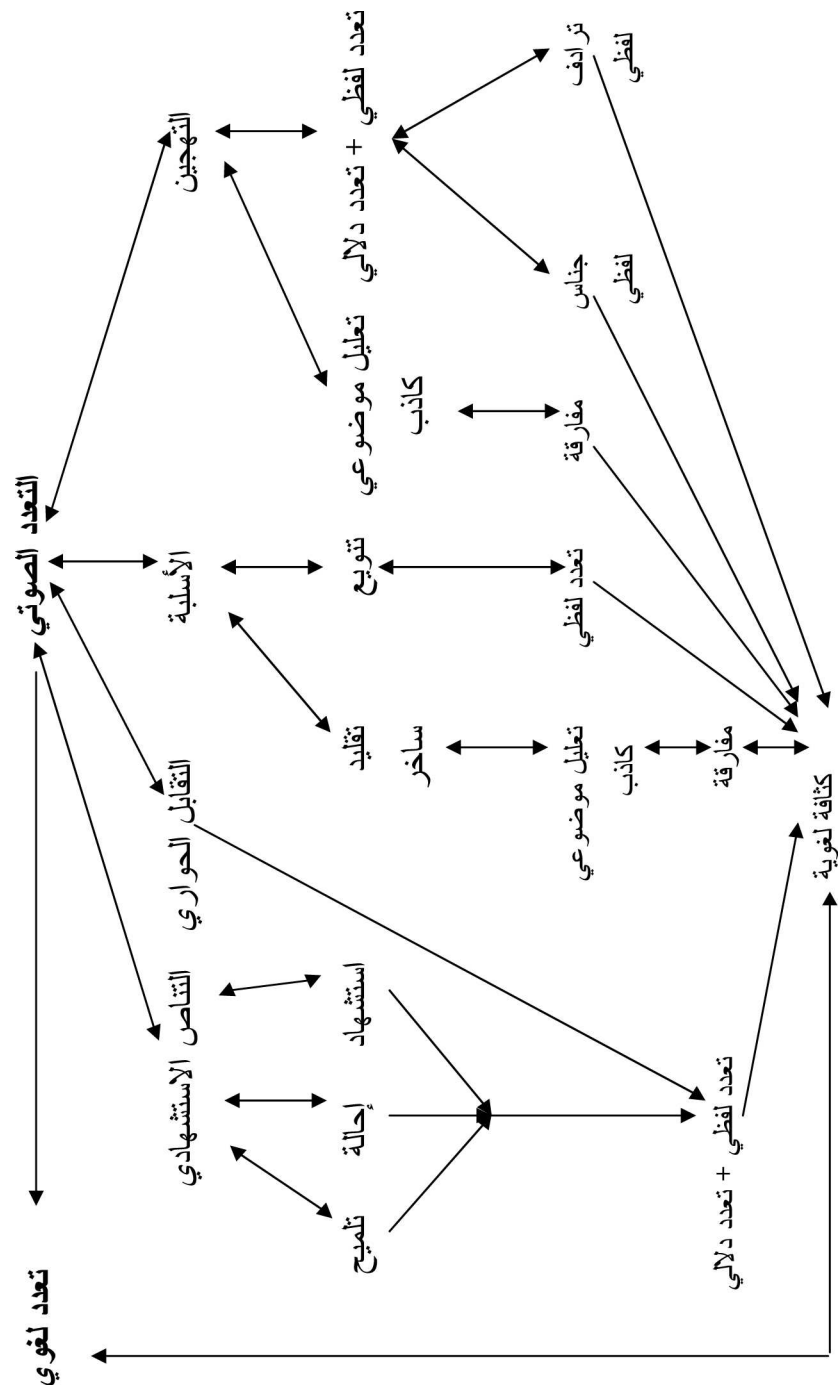 التعدد الصوتي
تعدد لغوي
التهجين
الأسلبة
التقابل الحواري
التناص الاستشهادي
تعدد لفظي + تعدد دلالي
تعليل موضوعي
كاذب
تنويع
تقليد
ساخر
استشهاد
إحالة
تلميح
ترادف
لفظي
جناس
لفظي
مفارقة
تعدد لفظي
تعليل موضوعي
كاذب
مفارقة
تعدد لفظي + تعدد دلالي
كثافة لغوية